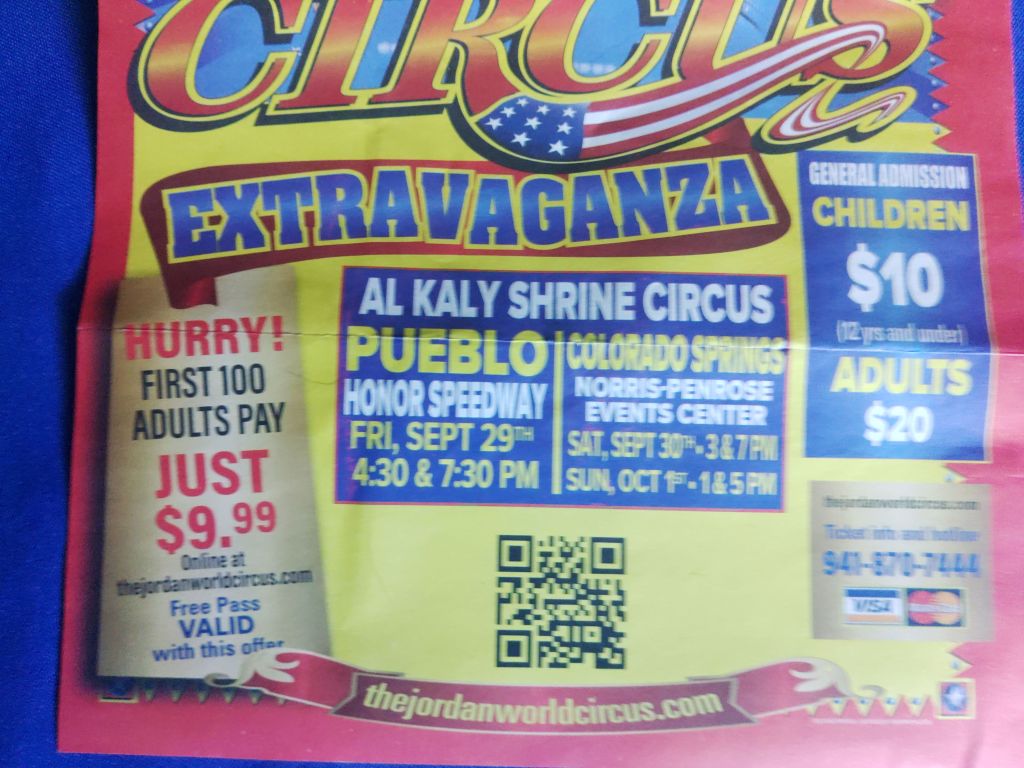 CIRCUS
EXTRAVAGANZA
HURRY!
FIRST 100
ADULTS PAY
JUST
$9.99
Online at
thejordanworldcircus.com
Free Pass
VALID
with this offer
AL KALY SHRINE CIRCUS
PUEBLO
HONOR SPEEDWAY
FRI, SEPT 29TH
4:30 & 7:30 PM
COLORADO SPRINGS
NORRIS-PENROSE
EVENTS CENTER
SAT, SEPT 30TH - 3 & 7 PM
SUN, OCT 1ST - 1 & 5 PM
GENERAL ADMISSION
CHILDREN
$10
(12 yrs and under)
ADULTS
$20
thejordanworldcircus.com
Ticket info and hotline
941-870-7444
VISA
MasterCard
thejordanworldcircus.com